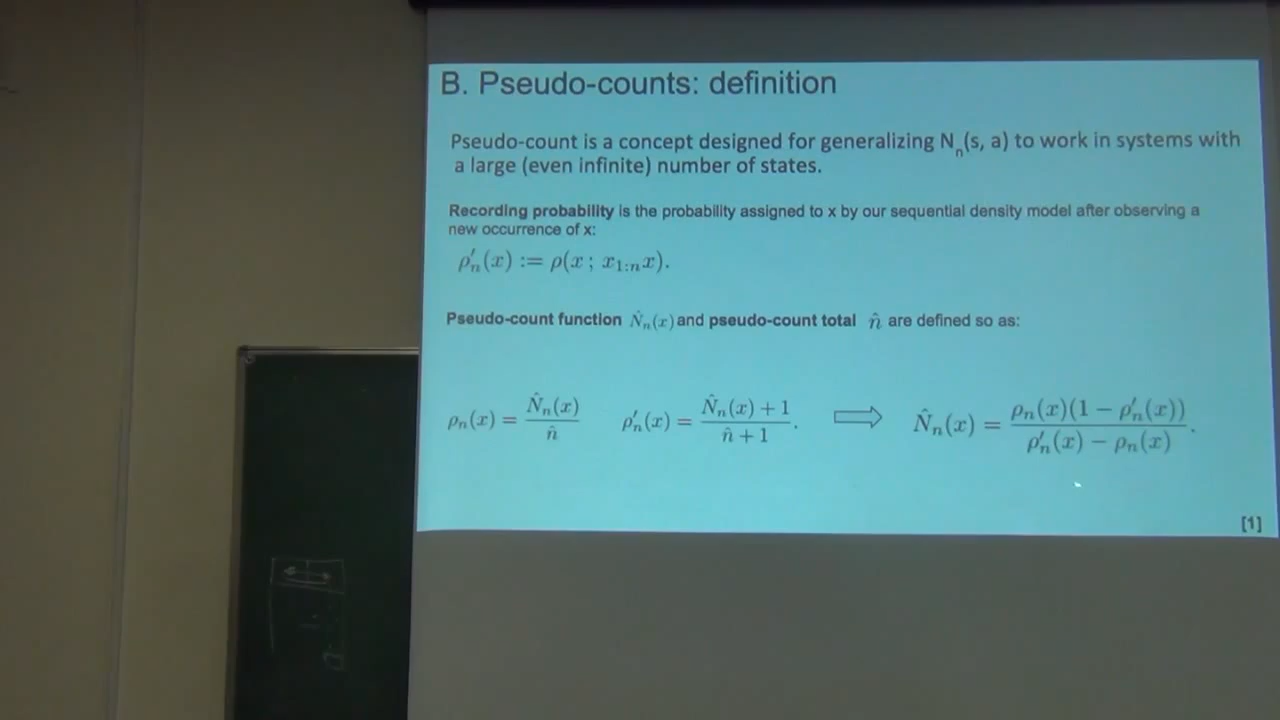 B. Pseudo-counts: definition
Pseudo-count is a concept designed for generalizing Nₙ(s, a) to work in systems with
a large (even infinite) number of states.
Recording probability is the probability assigned to x by our sequential density model after observing a
new occurrence of x:
ρ′ₙ(x) := ρ(x ; x₁:ₙx).
Pseudo-count function N̂ₙ(x) and pseudo-count total n̂ are defined so as:
ρₙ(x) = N̂ₙ(x) / n̂    ρ′ₙ(x) = (N̂ₙ(x) + 1) / (n̂ + 1).    ⇒    N̂ₙ(x) = ρₙ(x)(1 − ρ′ₙ(x)) / (ρ′ₙ(x) − ρₙ(x)).
[1]